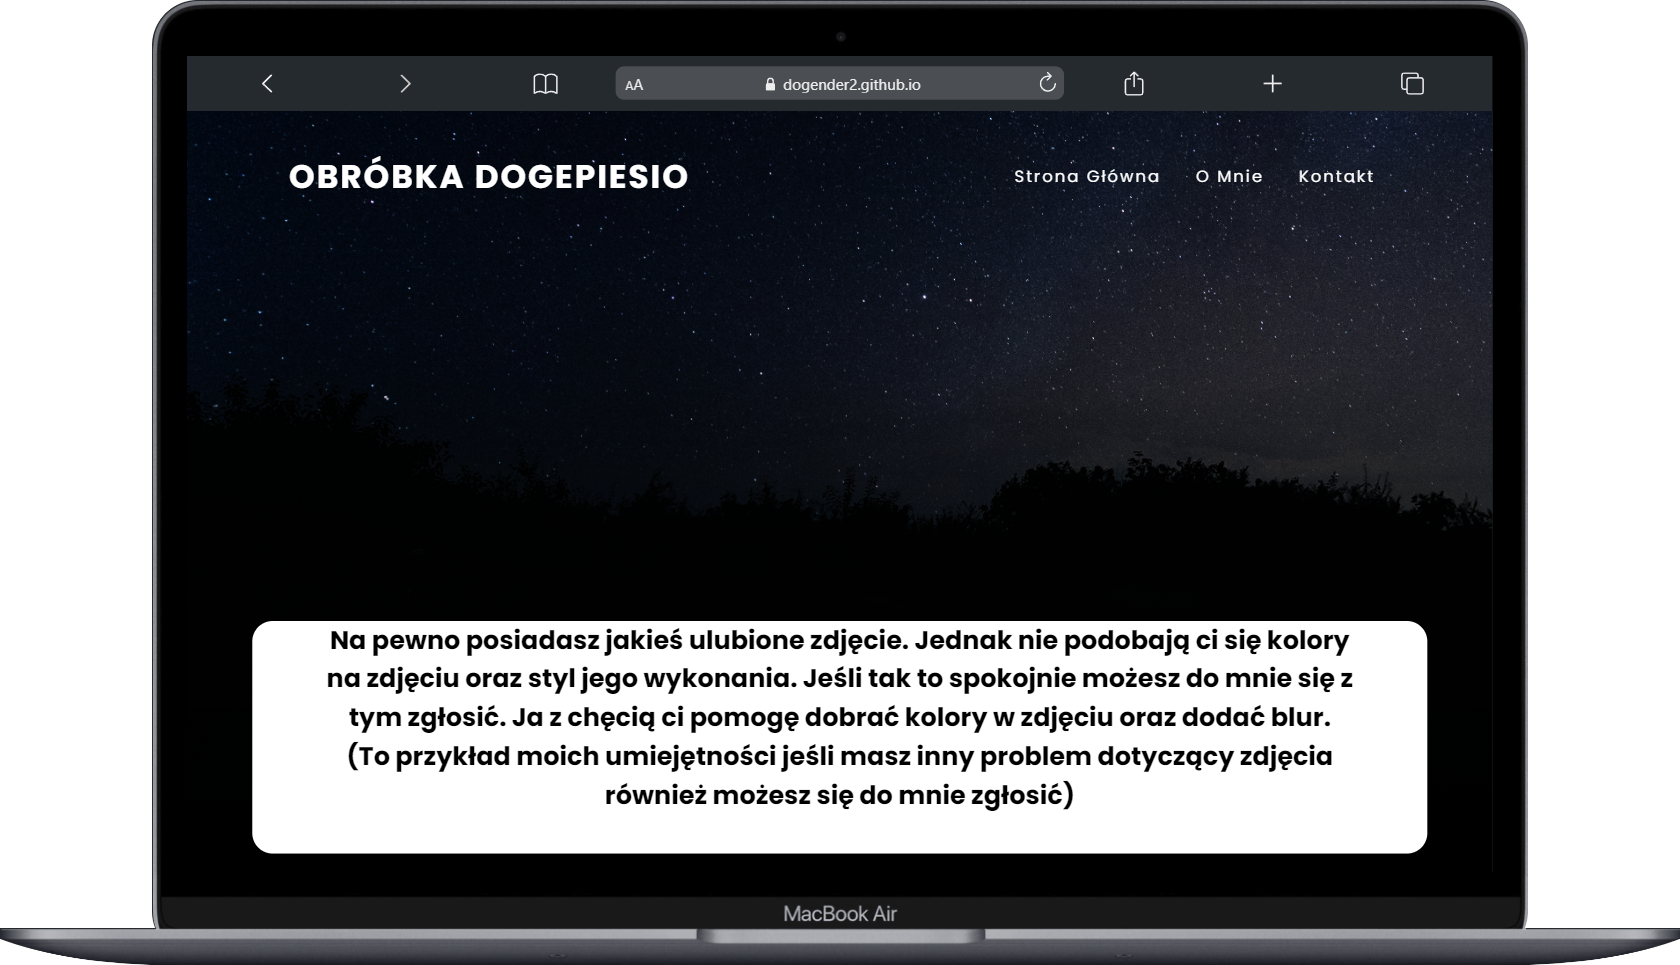 AA dogender2.github.io
OBRÓBKA DOGEPIESIO
Strona Główna O Mnie Kontakt
Na pewno posiadasz jakieś ulubione zdjęcie. Jednak nie podobają ci się kolory
na zdjęciu oraz styl jego wykonania. Jeśli tak to spokojnie możesz do mnie się z
tym zgłosić. Ja z chęcią ci pomogę dobrać kolory w zdjęciu oraz dodać blur.
(To przykład moich umiejętności jeśli masz inny problem dotyczący zdjęcia
również możesz się do mnie zgłosić)
MacBook Air